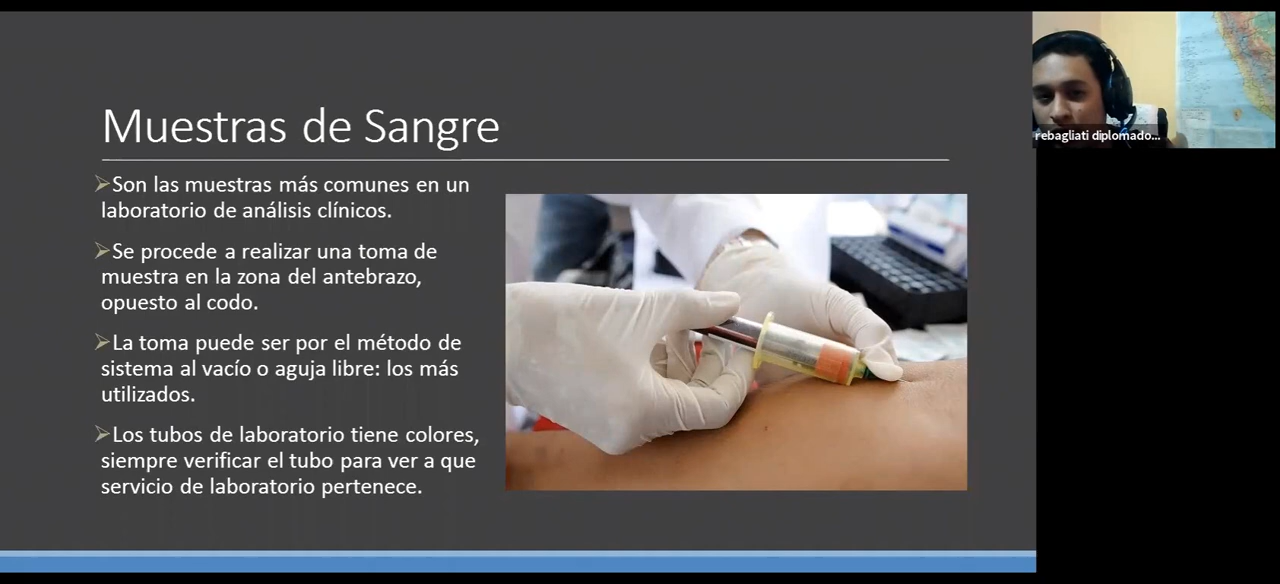 Muestras de Sangre
➢Son las muestras más comunes en un
laboratorio de análisis clínicos.
➢Se procede a realizar una toma de
muestra en la zona del antebrazo,
opuesto al codo.
➢La toma puede ser por el método de
sistema al vacío o aguja libre: los más
utilizados.
➢Los tubos de laboratorio tiene colores,
siempre verificar el tubo para ver a que
servicio de laboratorio pertenece.
rebagliati diplomado...